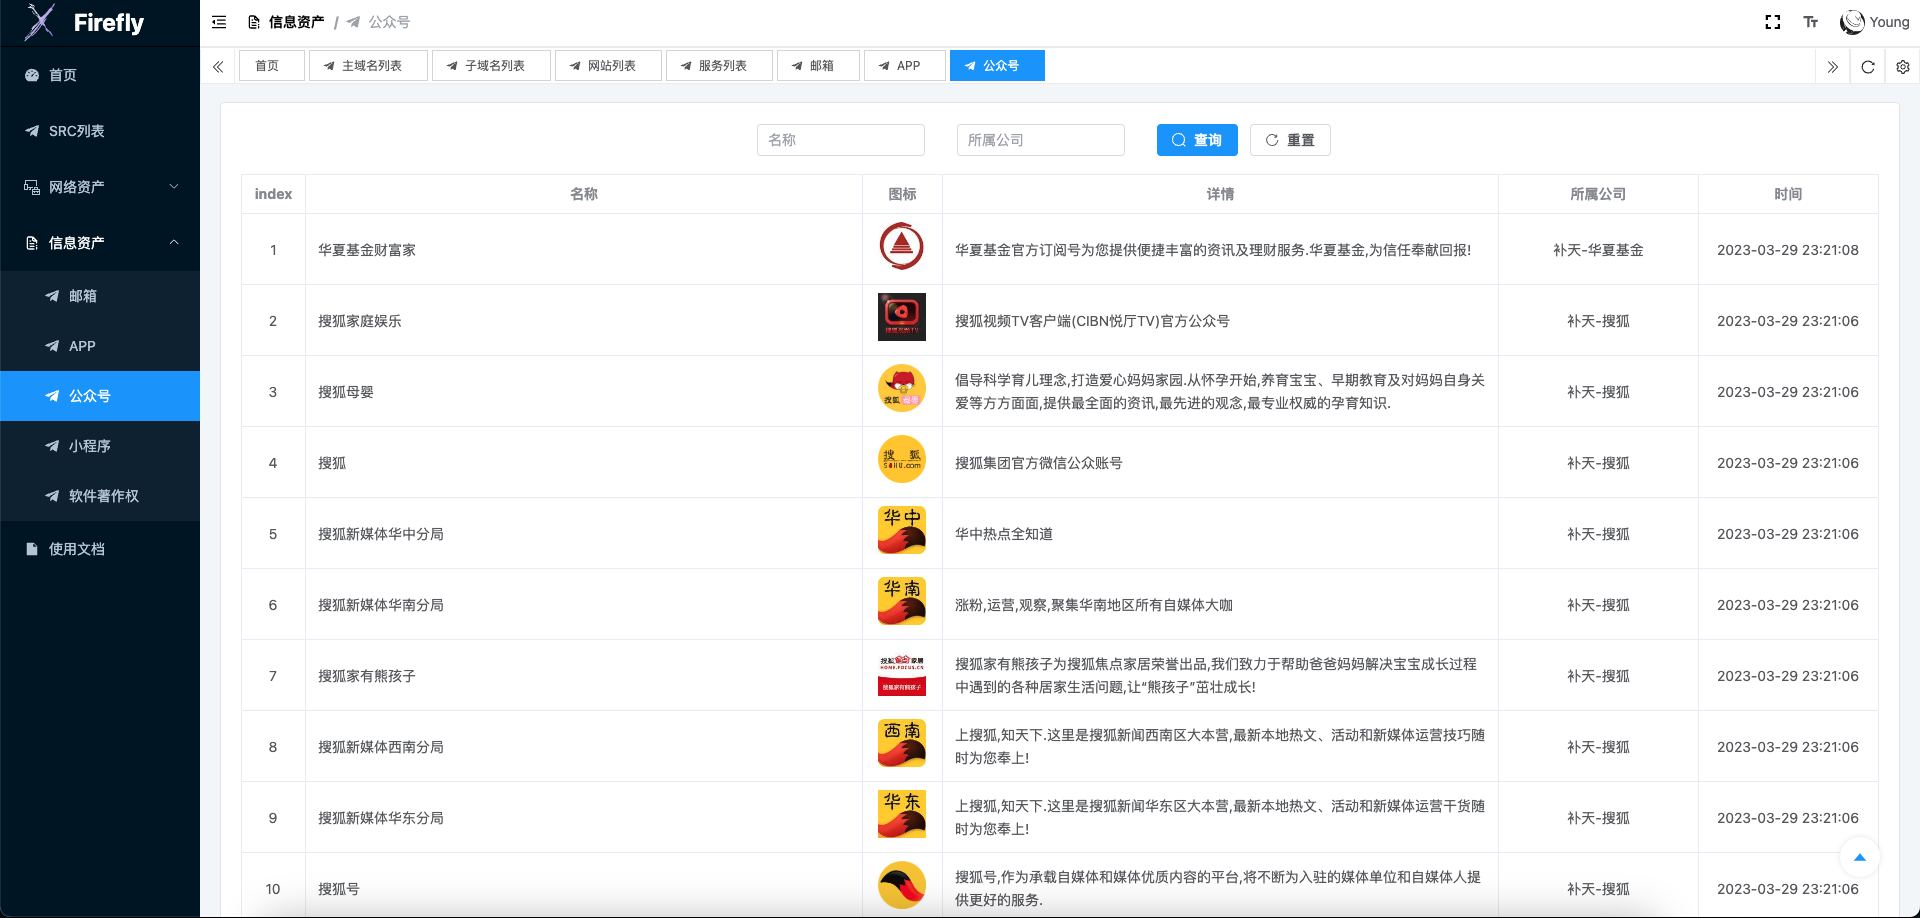 Firefly
信息资产 / 公众号
Young
首页
主域名列表
子域名列表
网站列表
服务列表
邮箱
APP
公众号
首页
SRC列表
网络资产
信息资产
邮箱
APP
公众号
小程序
软件著作权
使用文档
名称
所属公司
查询
重置
index 名称 图标 详情 所属公司 时间
1 华夏基金财富家 华夏基金官方订阅号为您提供便捷丰富的资讯及理财服务.华夏基金,为信任奉献回报! 补天-华夏基金 2023-03-29 23:21:08
2 搜狐家庭娱乐 搜狐视频TV客户端(CIBN悦厅TV)官方公众号 补天-搜狐 2023-03-29 23:21:06
3 搜狐母婴 搜狐 母婴 倡导科学育儿理念,打造爱心妈妈家园.从怀孕开始,养育宝宝、早期教育及对妈妈自身关
爱等方方面面,提供最全面的资讯,最先进的观念,最专业权威的孕育知识. 补天-搜狐 2023-03-29 23:21:06
4 搜狐 搜狐 搜狐集团官方微信公众账号 补天-搜狐 2023-03-29 23:21:06
5 搜狐新媒体华中分局 华中 华中热点全知道 补天-搜狐 2023-03-29 23:21:06
6 搜狐新媒体华南分局 华南 涨粉,运营,观察,聚集华南地区所有自媒体大咖 补天-搜狐 2023-03-29 23:21:06
7 搜狐家有熊孩子 HOME.FOCUS.CN 搜狐家有熊孩子 搜狐家有熊孩子为搜狐焦点家居荣誉出品,我们致力于帮助爸爸妈妈解决宝宝成长过程
中遇到的各种居家生活问题,让“熊孩子”茁壮成长! 补天-搜狐 2023-03-29 23:21:06
8 搜狐新媒体西南分局 西南 上搜狐,知天下.这里是搜狐新闻西南区大本营,最新本地热文、活动和新媒体运营技巧随
时为您奉上! 补天-搜狐 2023-03-29 23:21:06
9 搜狐新媒体华东分局 华东 上搜狐,知天下.这里是搜狐新闻华东区大本营,最新本地热文、活动和新媒体运营干货随
时为您奉上! 补天-搜狐 2023-03-29 23:21:06
10 搜狐号 搜狐号,作为承载自媒体和媒体优质内容的平台,将不断为入驻的媒体单位和自媒体人提
供更好的服务. 补天-搜狐 2023-03-29 23:21:06